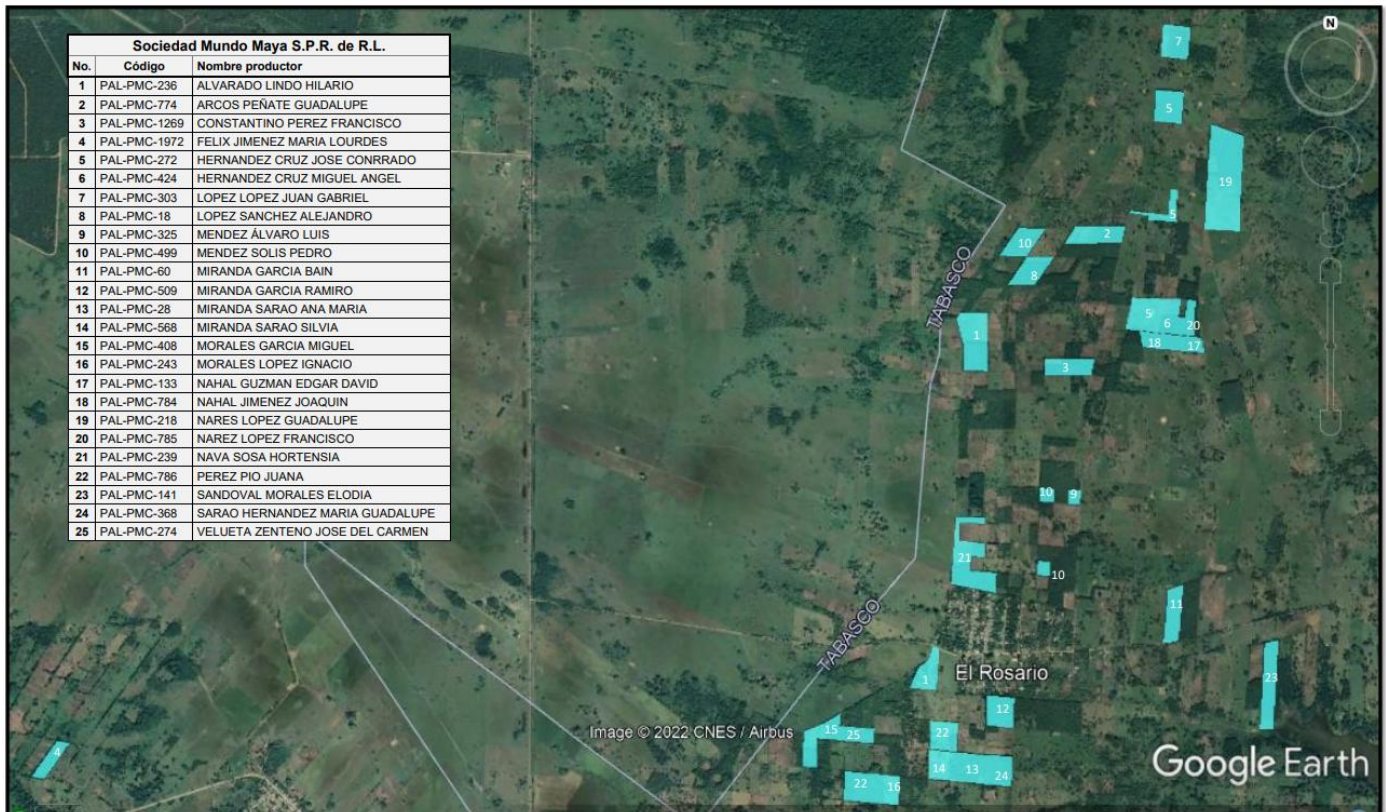 Sociedad Mundo Maya S.P.R. de R.L.
No. Código Nombre productor
1 PAL-PMC-236 ALVARADO LINDO HILARIO
2 PAL-PMC-774 ARCOS PEÑATE GUADALUPE
3 PAL-PMC-1269 CONSTANTINO PEREZ FRANCISCO
4 PAL-PMC-1972 FELIX JIMENEZ MARIA LOURDES
5 PAL-PMC-272 HERNANDEZ CRUZ JOSE CONRRADO
6 PAL-PMC-424 HERNANDEZ CRUZ MIGUEL ANGEL
7 PAL-PMC-303 LOPEZ LOPEZ JUAN GABRIEL
8 PAL-PMC-18 LOPEZ SANCHEZ ALEJANDRO
9 PAL-PMC-325 MENDEZ ÁLVARO LUIS
10 PAL-PMC-499 MENDEZ SOLIS PEDRO
11 PAL-PMC-60 MIRANDA GARCIA BAIN
12 PAL-PMC-509 MIRANDA GARCIA RAMIRO
13 PAL-PMC-28 MIRANDA SARAO ANA MARIA
14 PAL-PMC-568 MIRANDA SARAO SILVIA
15 PAL-PMC-408 MORALES GARCIA MIGUEL
16 PAL-PMC-243 MORALES LOPEZ IGNACIO
17 PAL-PMC-133 NAHAL GUZMAN EDGAR DAVID
18 PAL-PMC-784 NAHAL JIMENEZ JOAQUIN
19 PAL-PMC-218 NARES LOPEZ GUADALUPE
20 PAL-PMC-785 NAREZ LOPEZ FRANCISCO
21 PAL-PMC-239 NAVA SOSA HORTENSIA
22 PAL-PMC-786 PEREZ PIO JUANA
23 PAL-PMC-141 SANDOVAL MORALES ELODIA
24 PAL-PMC-368 SARAO HERNANDEZ MARIA GUADALUPE
25 PAL-PMC-274 VELUETA ZENTENO JOSE DEL CARMEN
N
7
5
19
5
10
2
8
TABASCO
5
6
20
1
18
17
3
10
9
21
10
11
TABASCO
El Rosario
1
23
12
15
25
22
Image © 2022 CNES / Airbus
4
14
13
24
22
16
Google Earth